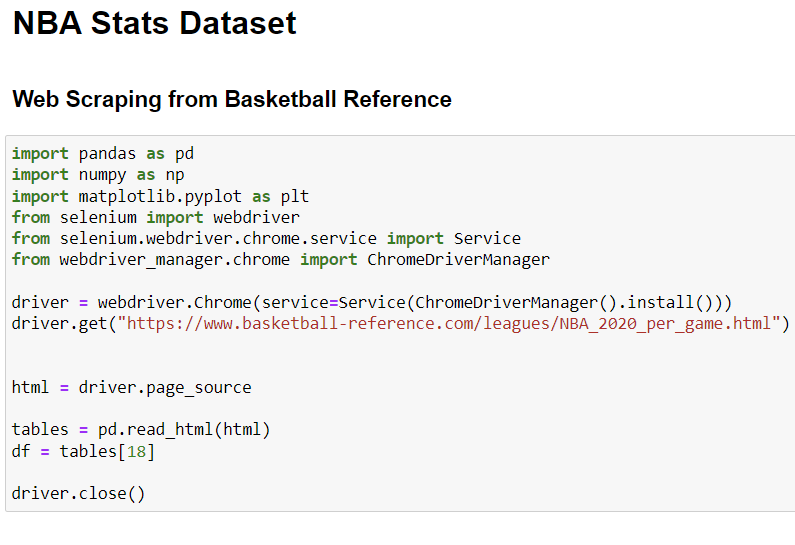 NBA Stats Dataset
Web Scraping from Basketball Reference
import pandas as pd
import numpy as np
import matplotlib.pyplot as plt
from selenium import webdriver
from selenium.webdriver.chrome.service import Service
from webdriver_manager.chrome import ChromeDriverManager
driver = webdriver.Chrome(service=Service(ChromeDriverManager().install()))
driver.get("https://www.basketball-reference.com/leagues/NBA_2020_per_game.html")
html = driver.page_source
tables = pd.read_html(html)
df = tables[18]
driver.close()